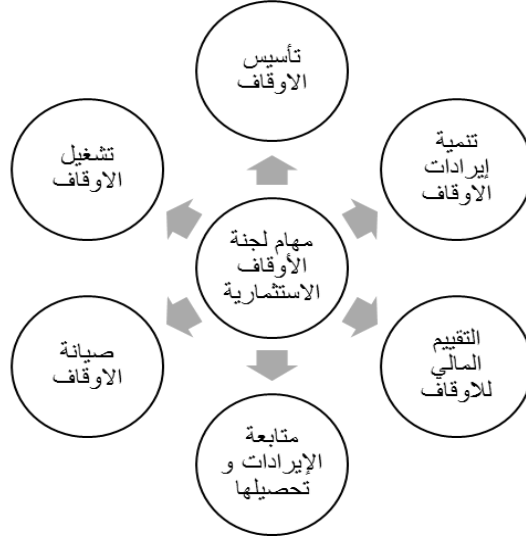 تأسيس
الاوقاف
تنمية
إيرادات
الاوقاف
تشغيل
الاوقاف
مهام لجنة
الأوقاف
الاستثمارية
التقييم
المالي
للاوقاف
صيانة
الاوقاف
متابعة
الإيرادات و
تحصيلها